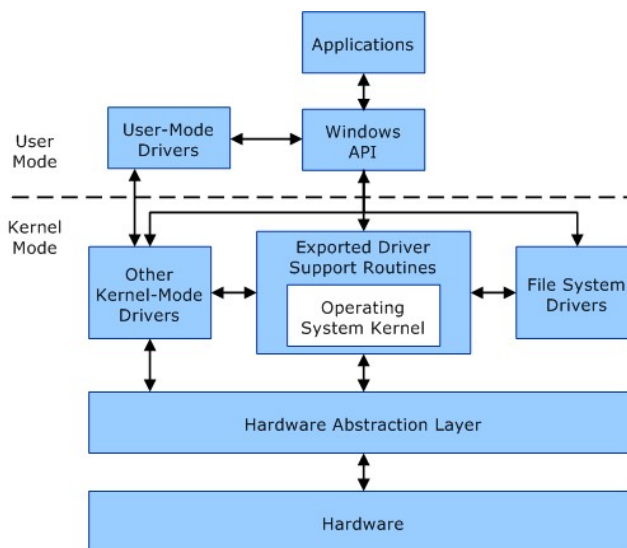 Applications
User-Mode
Drivers
Windows
API
User
Mode
Kernel
Mode
Other
Kernel-Mode
Drivers
Exported Driver
Support Routines
Operating
System Kernel
File System
Drivers
Hardware Abstraction Layer
Hardware